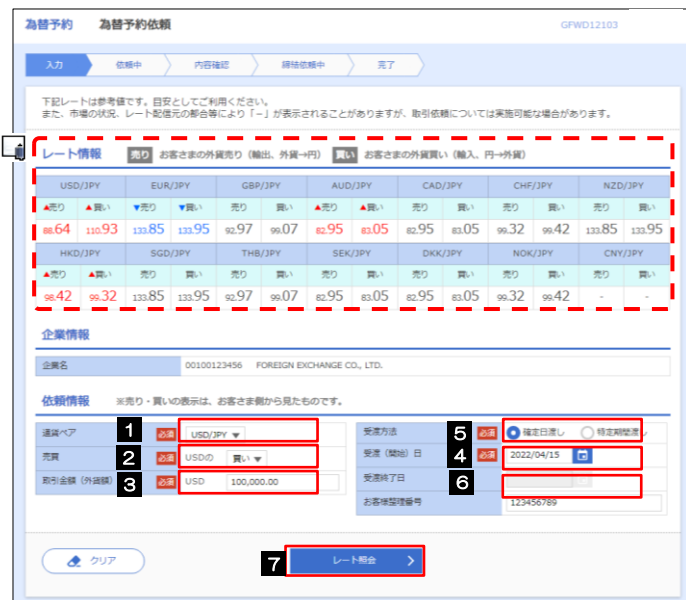 為替予約 為替予約依頼 GFWD12103
入力 依頼中 内容確認 締結依頼中 完了
下記レートは参考値です。目安としてご利用ください。
また、市場の状況、レート配信元の都合等により「－」が表示されることがありますが、取引依頼については実施可能な場合があります。
レート情報 売り お客さまの外貨売り（輸出、外貨→円） 買い お客さまの外貨買い（輸入、円→外貨）
USD/JPY EUR/JPY GBP/JPY AUD/JPY CAD/JPY CHF/JPY NZD/JPY
▲売り ▲買い ▼売り ▼買い 売り 買い ▲売り ▲買い 売り 買い 売り 買い 売り 買い
88.64 110.93 133.85 133.95 92.97 99.07 82.95 83.05 82.95 83.05 99.32 99.42 133.85 133.95
HKD/JPY SGD/JPY THB/JPY SEK/JPY DKK/JPY NOK/JPY CNY/JPY
▲売り ▲買い 売り 買い 売り 買い 売り 買い 売り 買い 売り 買い 売り 買い
98.42 99.32 133.85 133.95 92.97 99.07 82.95 83.05 82.95 83.05 99.32 99.42 - -
企業情報
企業名 00100123456 FOREIGN EXCHANGE CO., LTD.
依頼情報 ※売り・買いの表示は、お客さま側から見たものです。
通貨ペア 1 必須 USD/JPY ▼
売買 2 必須 USDの 買い ▼
取引金額（外貨額） 3 必須 USD 100,000.00
受渡方法 5 必須 確定日渡し 特定期間渡し
受渡（開始）日 4 必須 2022/04/15
受渡終了日 6
お客様整理番号 123456789
クリア 7 レート照会